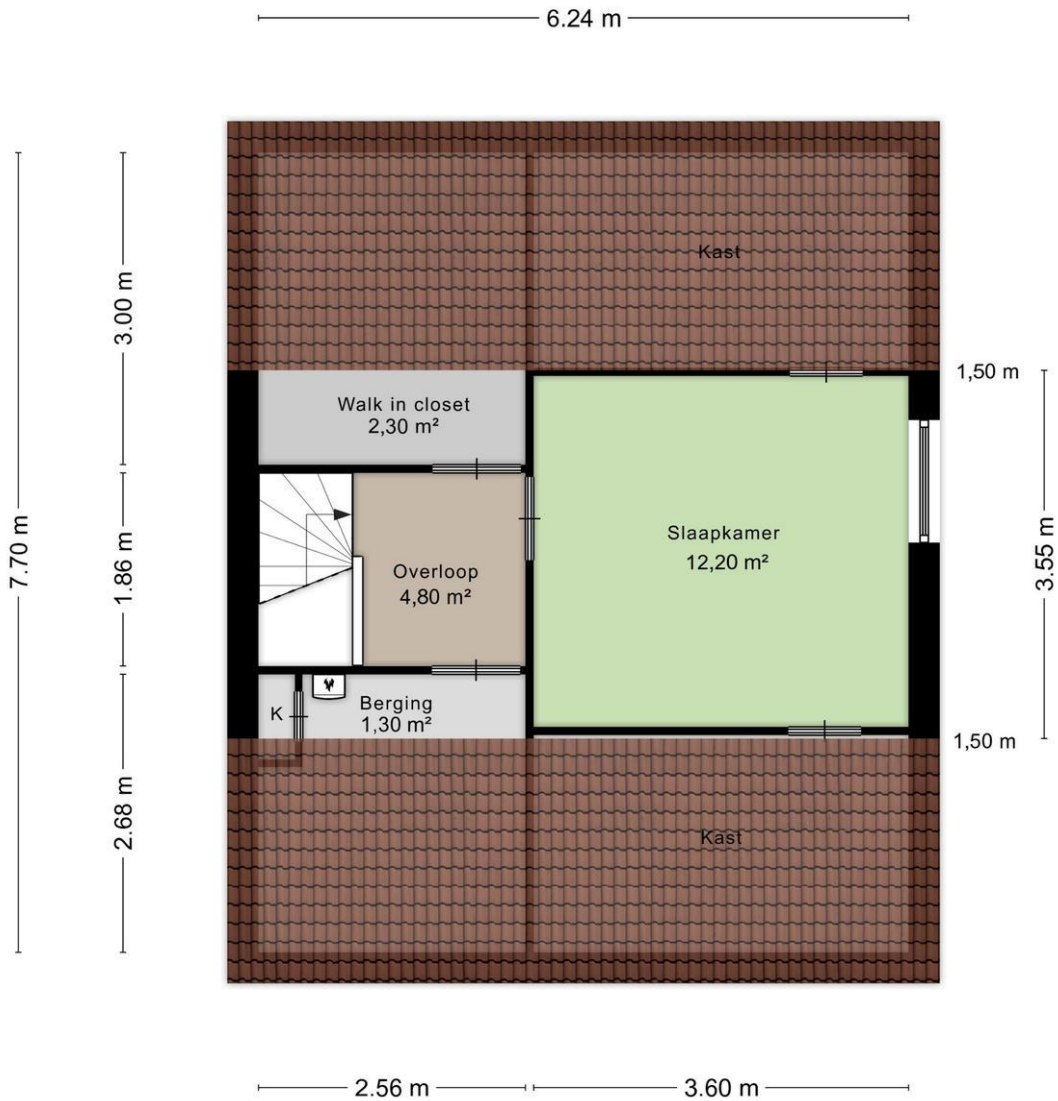 6.24 m
Kast
3.00 m
1,50 m
Walk in closet
2,30 m²
7.70 m
1.86 m
Slaapkamer
12,20 m²
3.55 m
Overloop
4,80 m²
K
Berging
1,30 m²
1,50 m
2.68 m
Kast
2.56 m
3.60 m